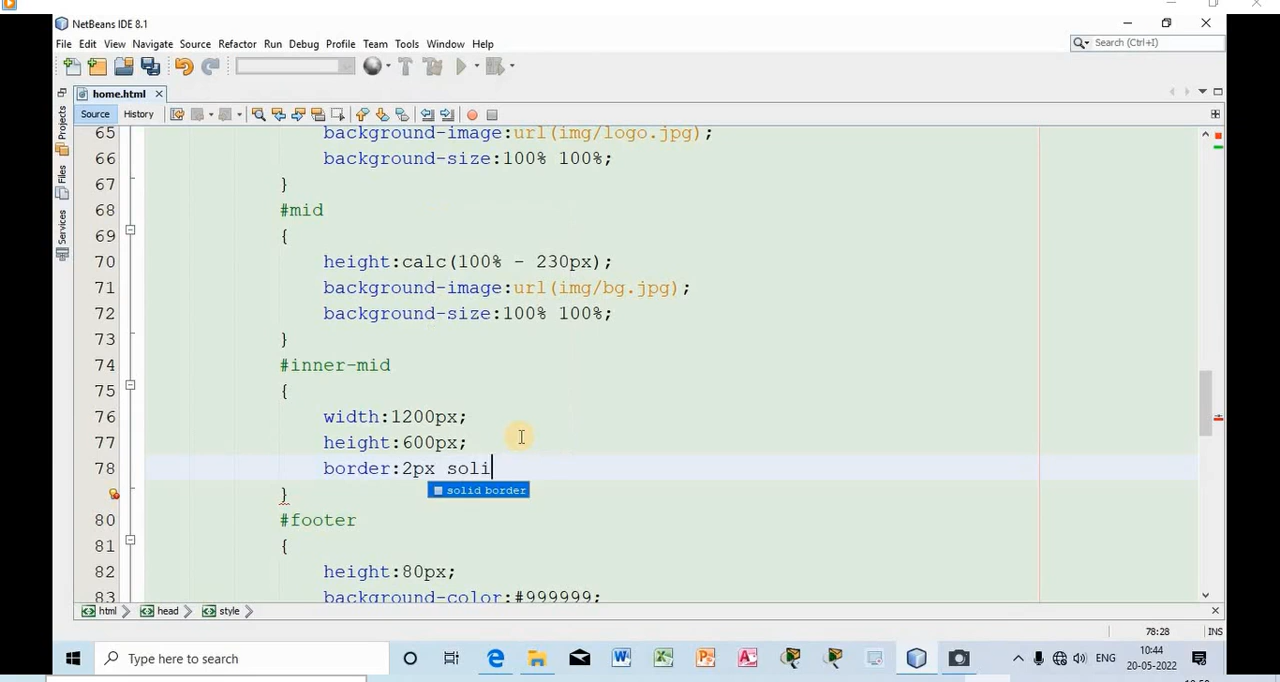 NetBeans IDE 8.1
File Edit View Navigate Source Refactor Run Debug Profile Team Tools Window Help
Search (Ctrl+I)
home.html
Source History
Projects
Files
Services
65 background-image:url(img/logo.jpg);
66 background-size:100% 100%;
67 }
68 #mid
69 {
70 height:calc(100% - 230px);
71 background-image:url(img/bg.jpg);
72 background-size:100% 100%;
73 }
74 #inner-mid
75 {
76 width:1200px;
77 height:600px;
78 border:2px soli
solid border
}
80 #footer
81 {
82 height:80px;
83 background-color:#999999;
html head style
78:28 INS
Type here to search
ENG
10:44
20-05-2022